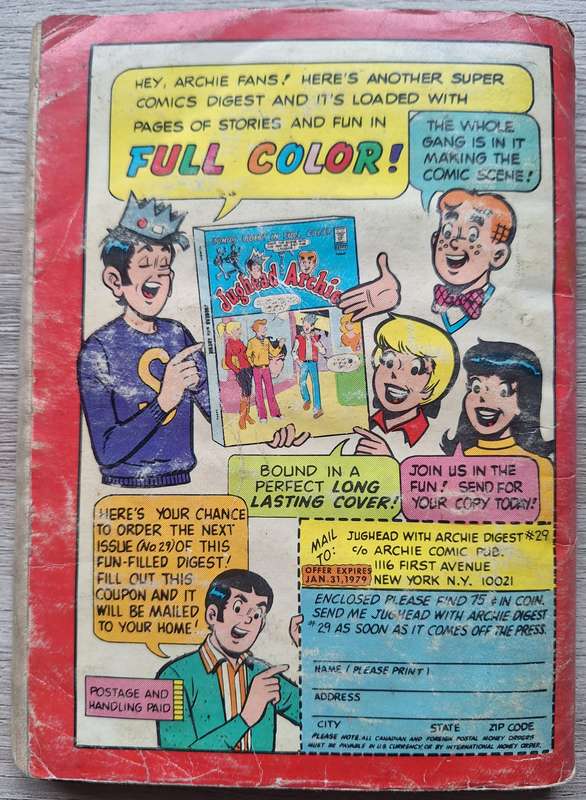 HEY, ARCHIE FANS! HERE'S ANOTHER SUPER
COMICS DIGEST AND IT'S LOADED WITH
PAGES OF STORIES AND FUN IN
FULL COLOR!
THE WHOLE
GANG IS IN IT
MAKING THE
COMIC SCENE!
Jughead with Archie
S
BOUND IN A
PERFECT LONG
LASTING COVER!
JOIN US IN THE
FUN! SEND FOR
YOUR COPY TODAY!
HERE'S YOUR CHANCE
TO ORDER THE NEXT
ISSUE (No 29) OF THIS
FUN-FILLED DIGEST!
FILL OUT THIS
COUPON AND IT
WILL BE MAILED
TO YOUR HOME!
POSTAGE AND
HANDLING PAID
MAIL
TO:
JUGHEAD WITH ARCHIE DIGEST #29
c/o ARCHIE COMIC PUB.
1116 FIRST AVENUE
NEW YORK N.Y. 10021
OFFER EXPIRES
JAN. 31, 1979
ENCLOSED PLEASE FIND 75 ¢ IN COIN.
SEND ME JUGHEAD WITH ARCHIE DIGEST
#29 AS SOON AS IT COMES OFF THE PRESS.
NAME (PLEASE PRINT)
ADDRESS
CITY STATE ZIP CODE
PLEASE NOTE. ALL CANADIAN AND FOREIGN POSTAL MONEY ORDERS
MUST BE PAYABLE IN U.S. CURRENCY, OR BY INTERNATIONAL MONEY ORDER.